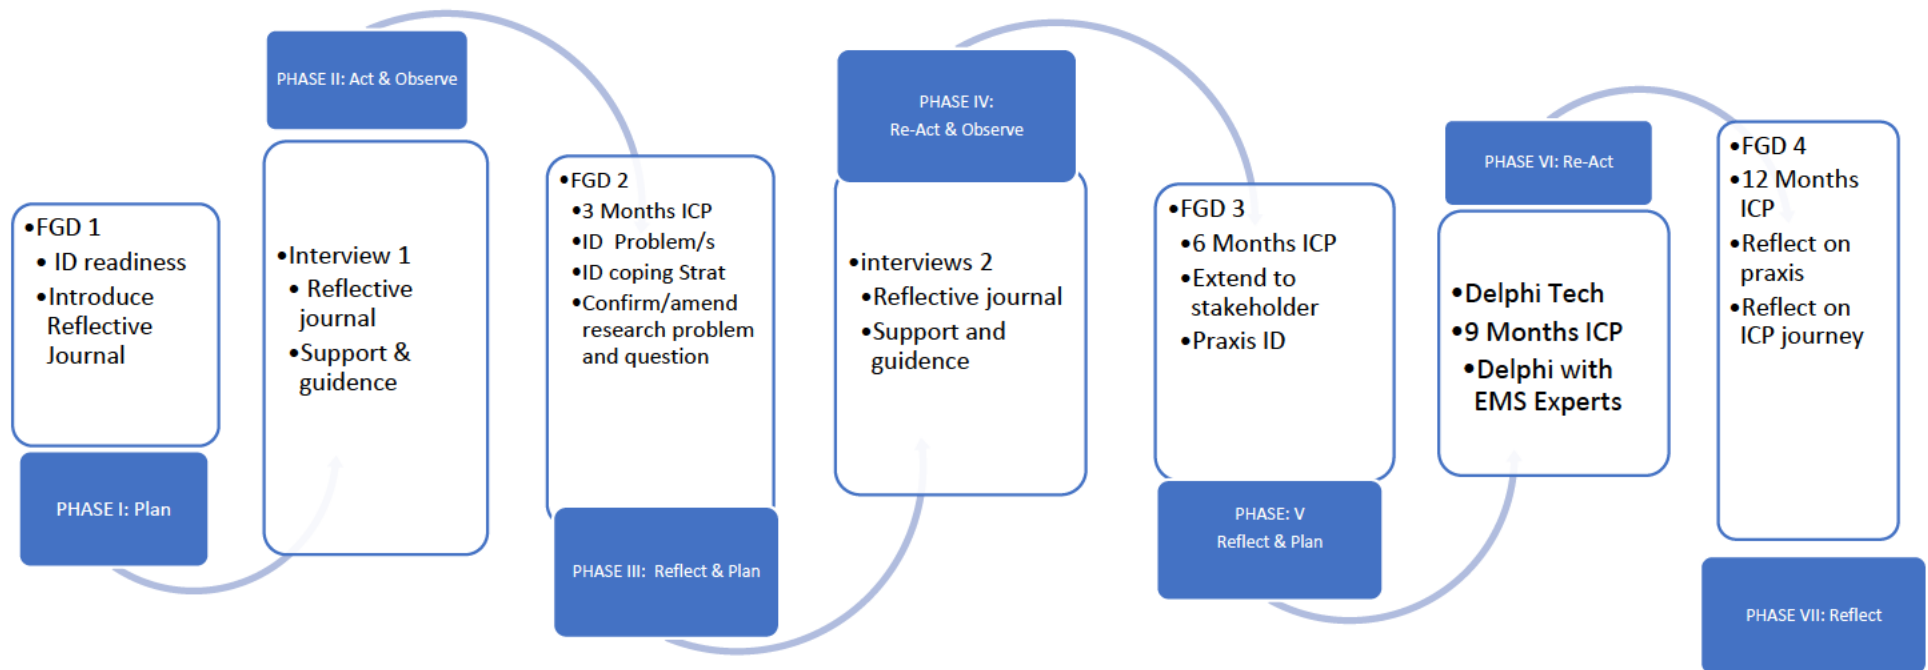 •FGD 1
• ID readiness
•Introduce
Reflective
Journal
PHASE I: Plan
PHASE II: Act & Observe
•Interview 1
• Reflective
journal
•Support &
guidence
•FGD 2
•3 Months ICP
•ID  Problem/s
•ID coping Strat
•Confirm/amend
research problem
and question
PHASE III:  Reflect & Plan
PHASE IV:
Re-Act & Observe
•interviews 2
•Reflective journal
•Support and
guidence
•FGD 3
•6 Months ICP
•Extend to
stakeholder
•Praxis ID
PHASE: V
Reflect & Plan
PHASE VI: Re-Act
•Delphi Tech
•9 Months ICP
•Delphi with
EMS Experts
•FGD 4
•12 Months
ICP
•Reflect on
praxis
•Reflect on
ICP journey
PHASE VII: Reflect